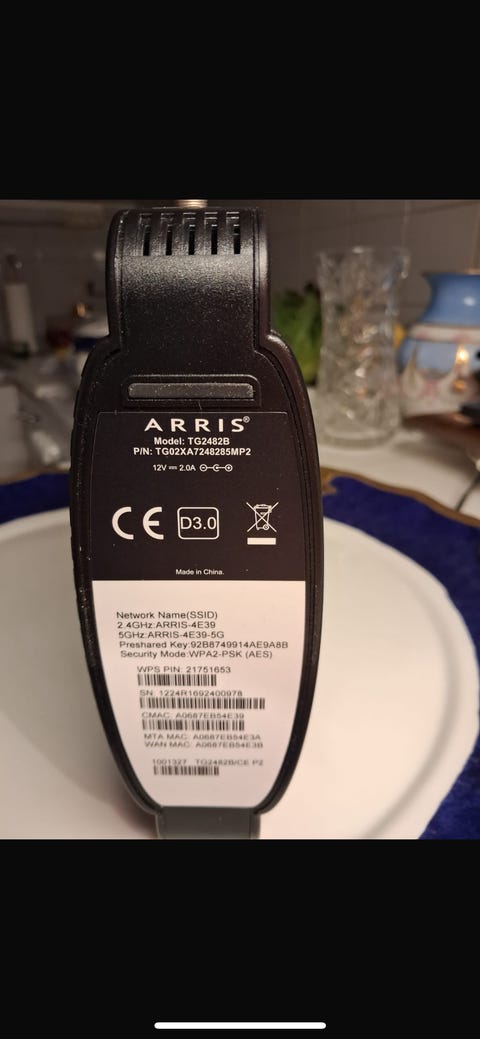 ARRIS®
Model: TG2482B
P/N: TG02XA7248285MP2
12V 2.0A
CE D3.0
Made in China.
Network Name(SSID)
2.4GHz:ARRIS-4E39
5GHz:ARRIS-4E39-5G
Preshared Key:92B8749914AE9A8B
Security Mode:WPA2-PSK (AES)
WPS PIN: 21751653
SN: 1224R1692400978
CMAC: A0687EB54E39
MTA MAC: A0687EB54E3A
WAN MAC: A0687EB54E3B
1001327 TG2482B/CE P2